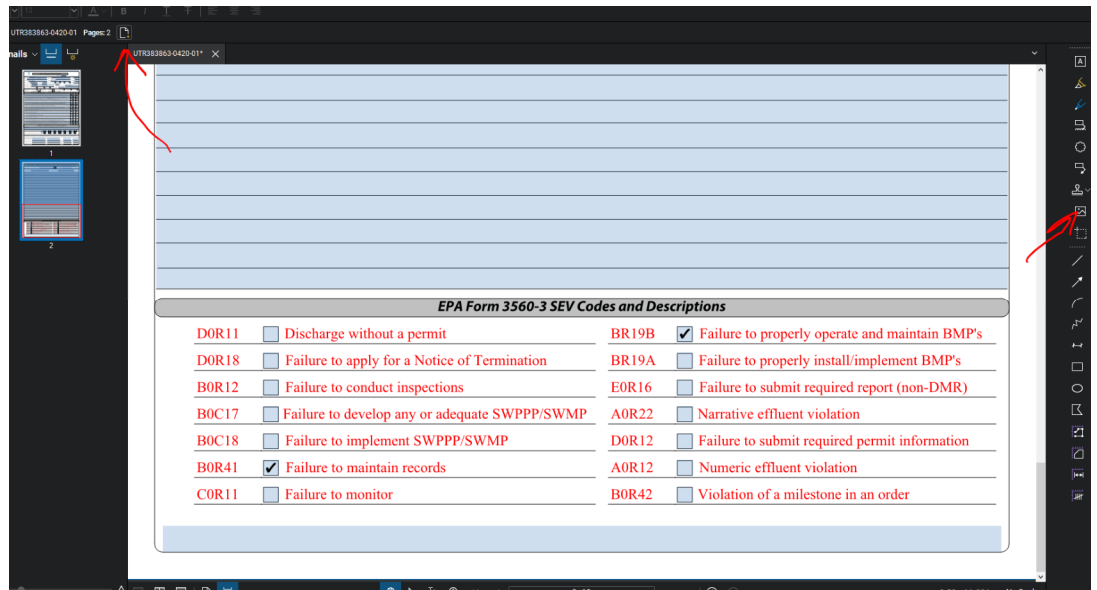 12
A
B I T T
UTR383863-0420-01 Pages: 2
nails
UTR383863-0420-01* X
A
1
2
EPA Form 3560-3 SEV Codes and Descriptions
D0R11 Discharge without a permit
BR19B ✔ Failure to properly operate and maintain BMP's
D0R18 Failure to apply for a Notice of Termination
BR19A Failure to properly install/implement BMP's
B0R12 Failure to conduct inspections
E0R16 Failure to submit required report (non-DMR)
B0C17 Failure to develop any or adequate SWPPP/SWMP
A0R22 Narrative effluent violation
B0C18 Failure to implement SWPPP/SWMP
D0R12 Failure to submit required permit information
B0R41 ✔ Failure to maintain records
A0R12 Numeric effluent violation
C0R11 Failure to monitor
B0R42 Violation of a milestone in an order